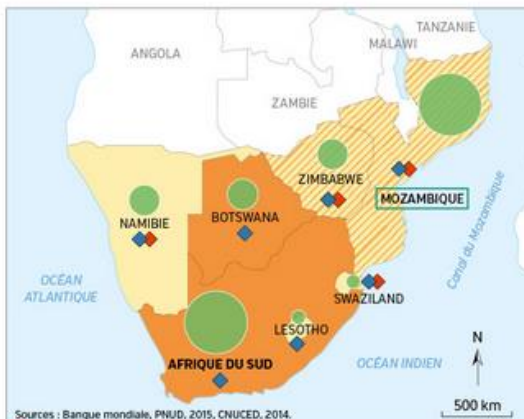 TANZANIE
ANGOLA
MALAWI
ZAMBIE
ZIMBABWE
MOZAMBIQUE
NAMIBIE
BOTSWANA
Canal du Mozambique
OCÉAN
ATLANTIQUE
SWAZILAND
LESOTHO
AFRIQUE DU SUD
OCÉAN INDIEN
N
500 km
Sources : Banque mondiale, PNUD, 2015, CNUCED, 2014.